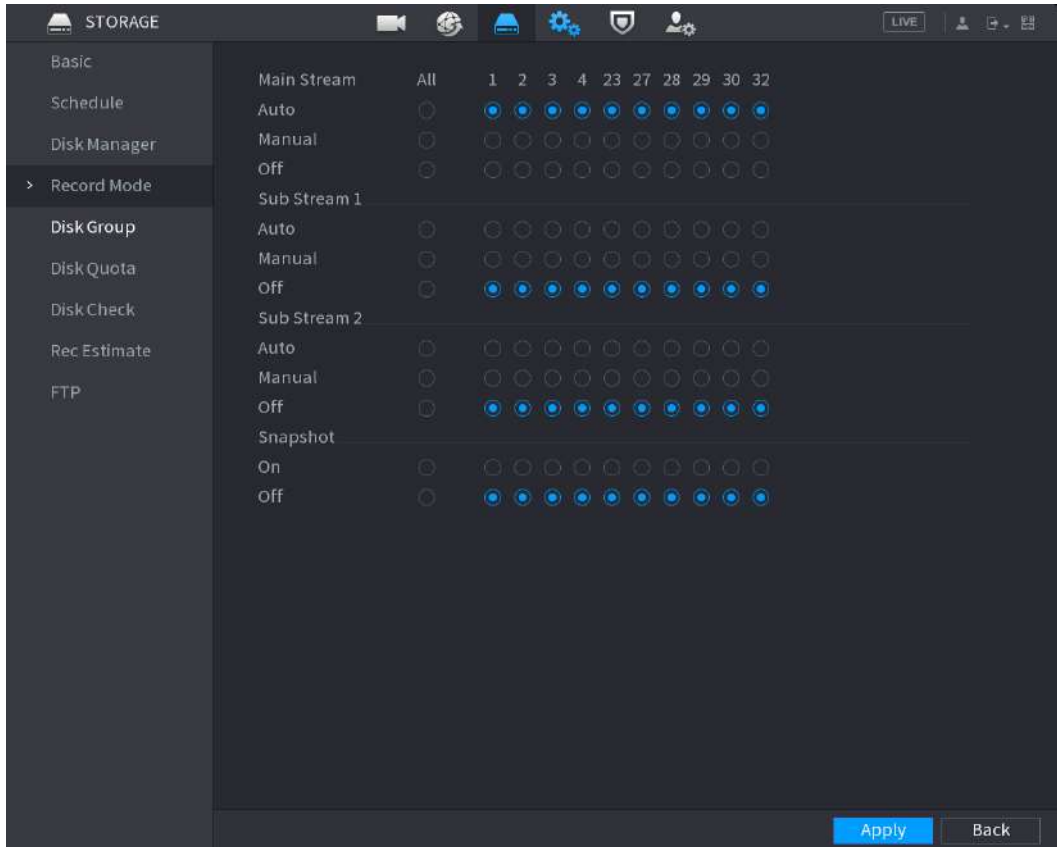 STORAGE LIVE
Basic
Schedule
Disk Manager
> Record Mode
Disk Group
Disk Quota
Disk Check
Rec Estimate
FTP
Main Stream All 1 2 3 4 23 27 28 29 30 32
Auto
Manual
Off
Sub Stream 1
Auto
Manual
Off
Sub Stream 2
Auto
Manual
Off
Snapshot
On
Off
Apply Back